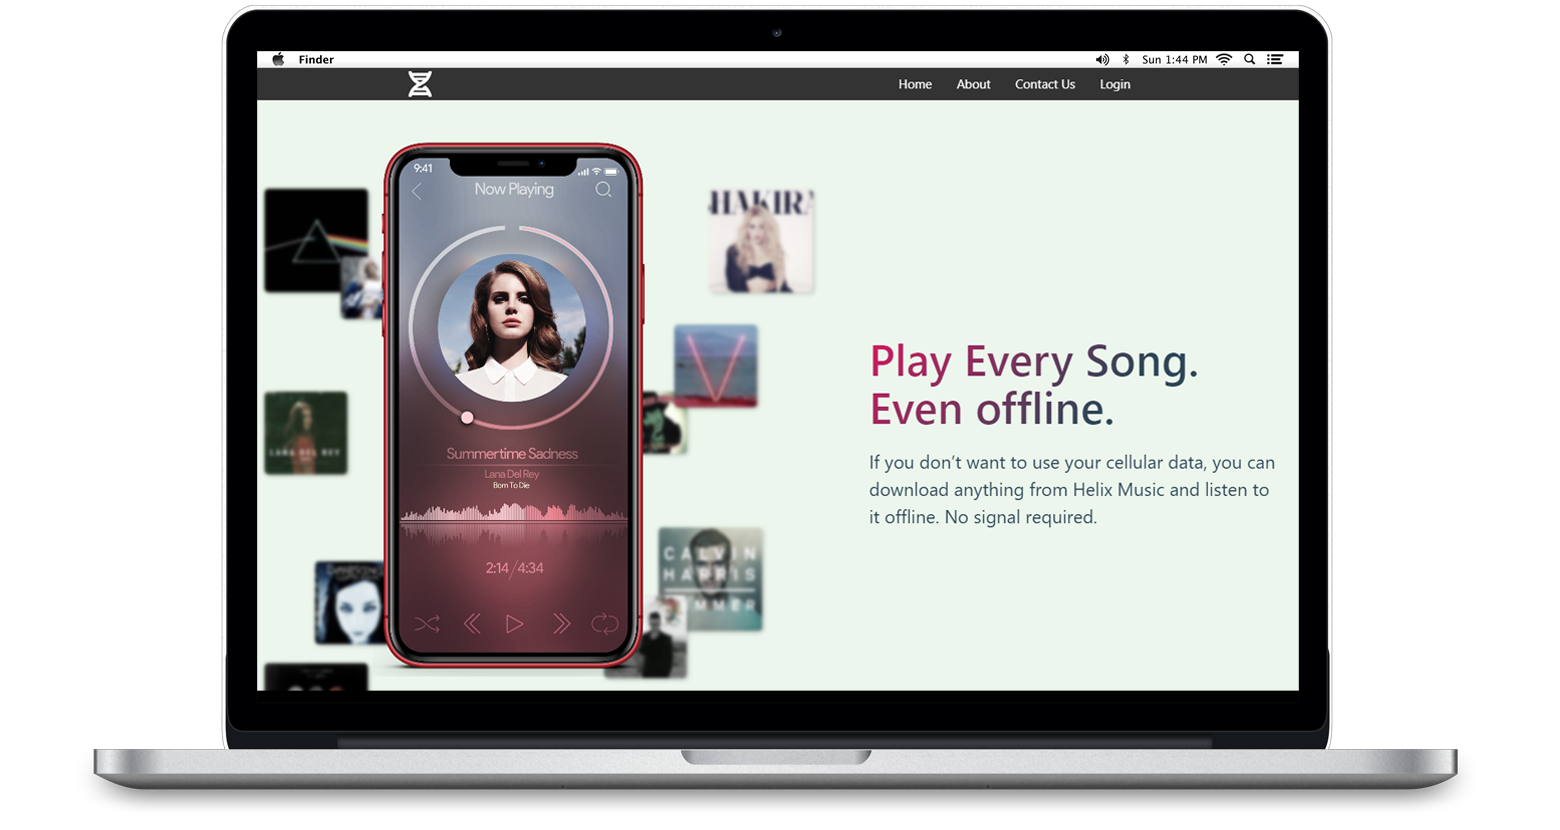 Finder
Sun 1:44 PM
Home About Contact Us Login
9:41
Now Playing
Summertime Sadness
Lana Del Rey
Born To Die
2:14/4:34
SHAKIRA
LANA DEL REY
CALVIN
HARRIS
Play Every Song.
Even offline.
If you don’t want to use your cellular data, you can
download anything from Helix Music and listen to
it offline. No signal required.